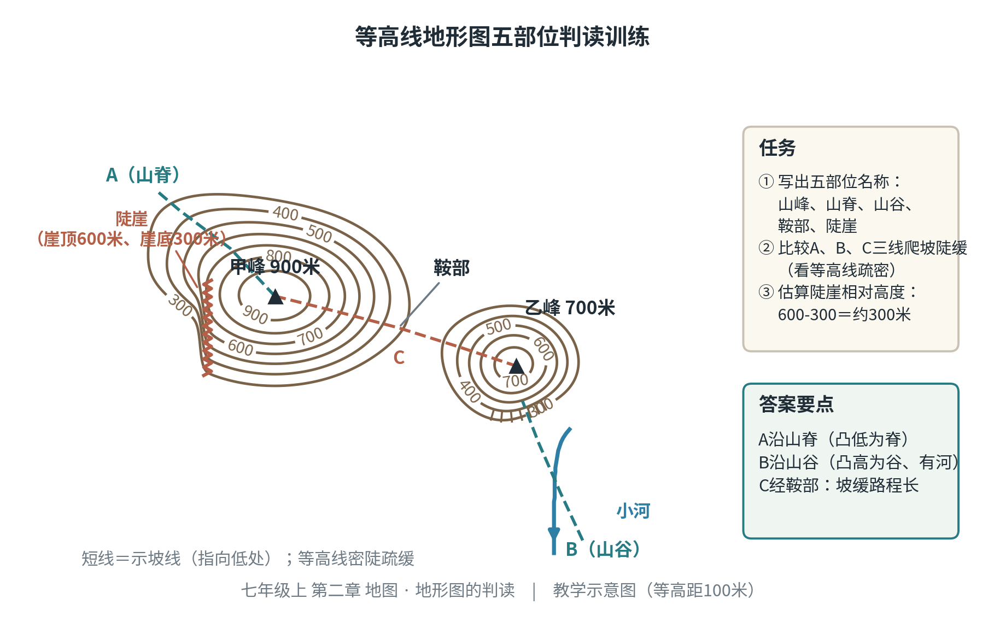 等高线地形图五部位判读训练
A（山脊）
陡崖
（崖顶600米、崖底300米）
甲峰 900米
鞍部
乙峰 700米
C
400
500
800
900
300
700
600
500
600
700
400
300
小河
B（山谷）
任务
① 写出五部位名称：
山峰、山脊、山谷、
鞍部、陡崖
② 比较A、B、C三线爬坡陡缓
（看等高线疏密）
③ 估算陡崖相对高度：
600-300＝约300米
答案要点
A沿山脊（凸低为脊）
B沿山谷（凸高为谷、有河）
C经鞍部：坡缓路程长
短线＝示坡线（指向低处）；等高线密陡疏缓
七年级上 第二章 地图 · 地形图的判读 ｜ 教学示意图（等高距100米）